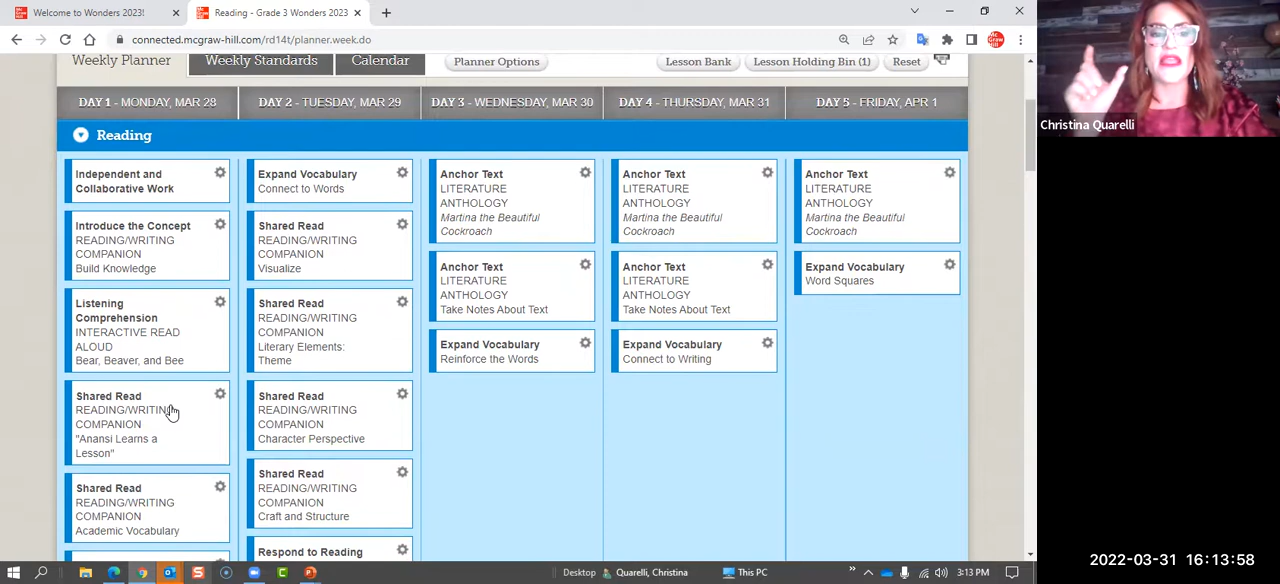 Welcome to Wonders 2023!
Reading - Grade 3 Wonders 2023
connected.mcgraw-hill.com/rd14t/planner.week.do
Weekly Planner
Weekly Standards
Calendar
Planner Options
Lesson Bank
Lesson Holding Bin (1)
Reset
DAY 1 - MONDAY, MAR 28
DAY 2 - TUESDAY, MAR 29
DAY 3 - WEDNESDAY, MAR 30
DAY 4 - THURSDAY, MAR 31
DAY 5 - FRIDAY, APR 1
Reading
Independent and
Collaborative Work
Introduce the Concept
READING/WRITING
COMPANION
Build Knowledge
Listening
Comprehension
INTERACTIVE READ
ALOUD
Bear, Beaver, and Bee
Shared Read
READING/WRITING
COMPANION
"Anansi Learns a
Lesson"
Shared Read
READING/WRITING
COMPANION
Academic Vocabulary
Expand Vocabulary
Connect to Words
Shared Read
READING/WRITING
COMPANION
Visualize
Shared Read
READING/WRITING
COMPANION
Literary Elements:
Theme
Shared Read
READING/WRITING
COMPANION
Character Perspective
Shared Read
READING/WRITING
COMPANION
Craft and Structure
Respond to Reading
Anchor Text
LITERATURE
ANTHOLOGY
Martina the Beautiful
Cockroach
Anchor Text
LITERATURE
ANTHOLOGY
Take Notes About Text
Expand Vocabulary
Reinforce the Words
Anchor Text
LITERATURE
ANTHOLOGY
Martina the Beautiful
Cockroach
Anchor Text
LITERATURE
ANTHOLOGY
Take Notes About Text
Expand Vocabulary
Connect to Writing
Anchor Text
LITERATURE
ANTHOLOGY
Martina the Beautiful
Cockroach
Expand Vocabulary
Word Squares
Christina Quarelli
2022-03-31 16:13:58
Desktop
Quarelli, Christina
This PC
3:13 PM